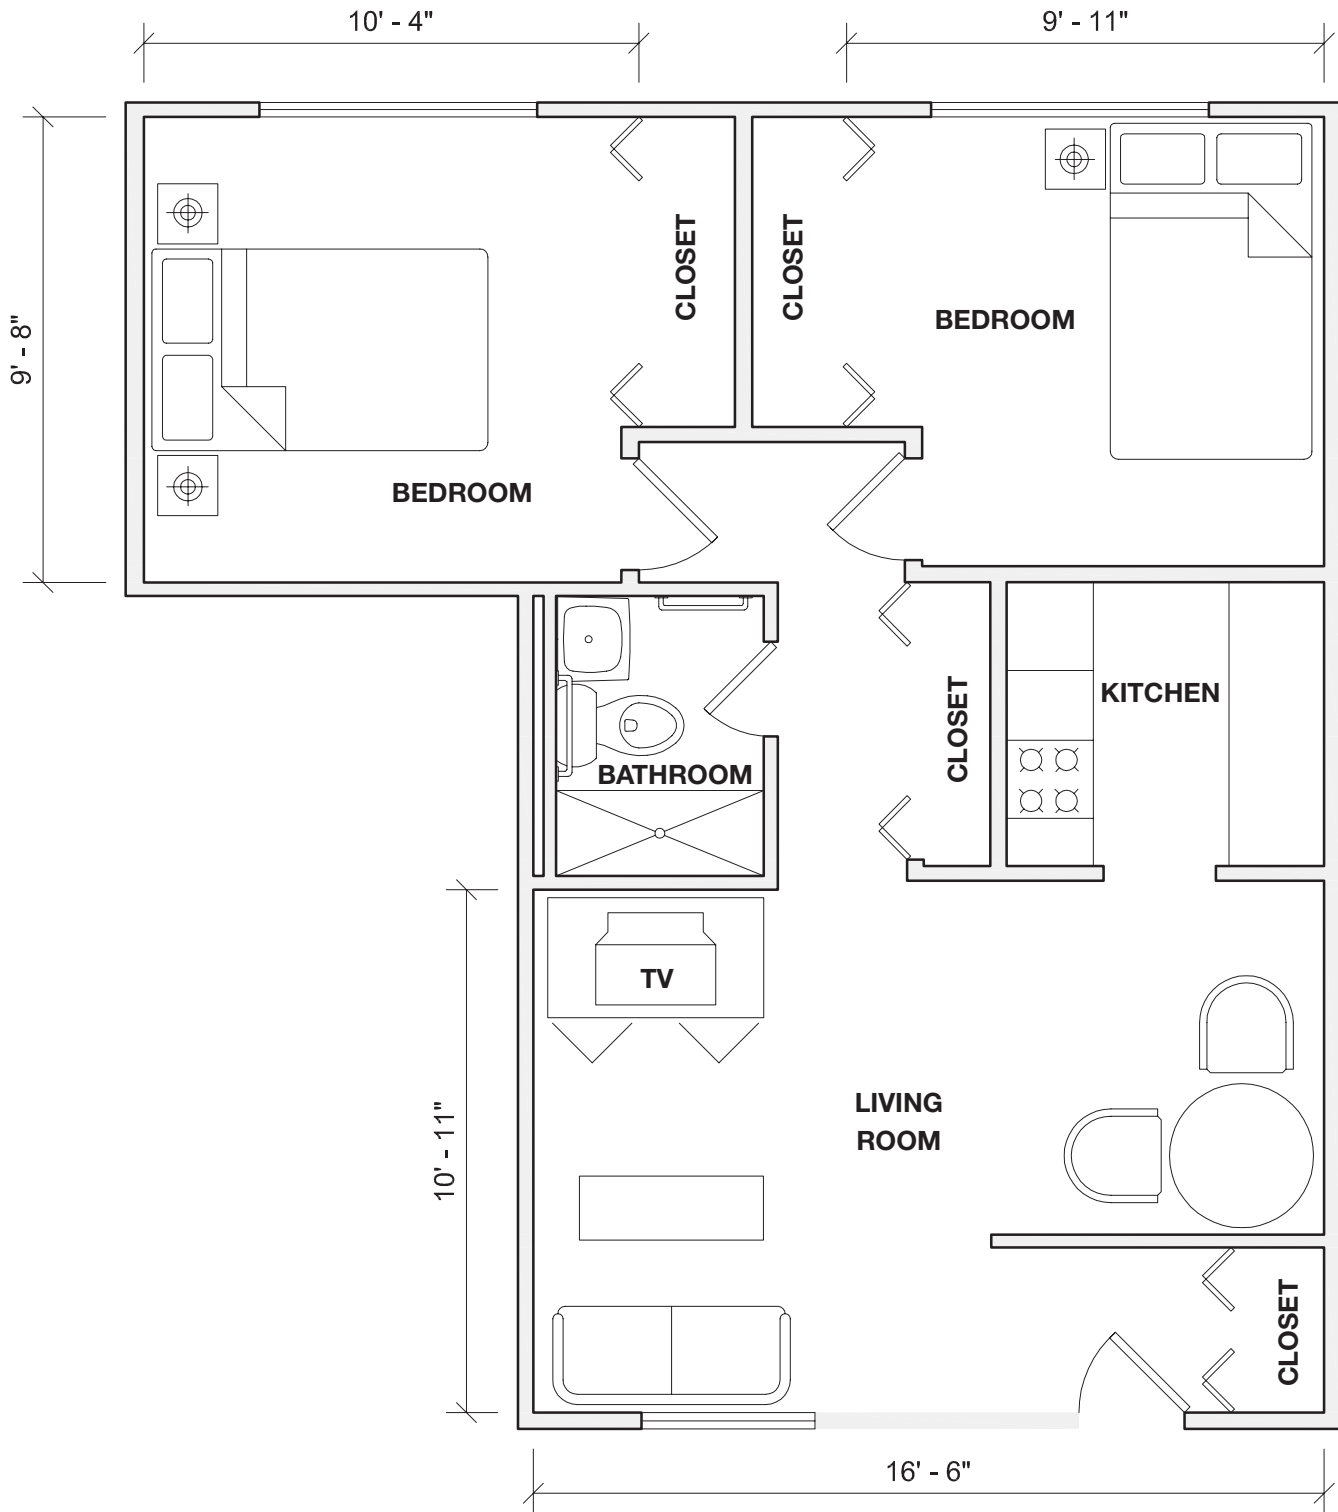 10' - 4"
9' - 11"
9' - 8"
CLOSET
CLOSET
BEDROOM
BEDROOM
CLOSET
KITCHEN
BATHROOM
TV
LIVING
ROOM
10' - 11"
CLOSET
16' - 6"